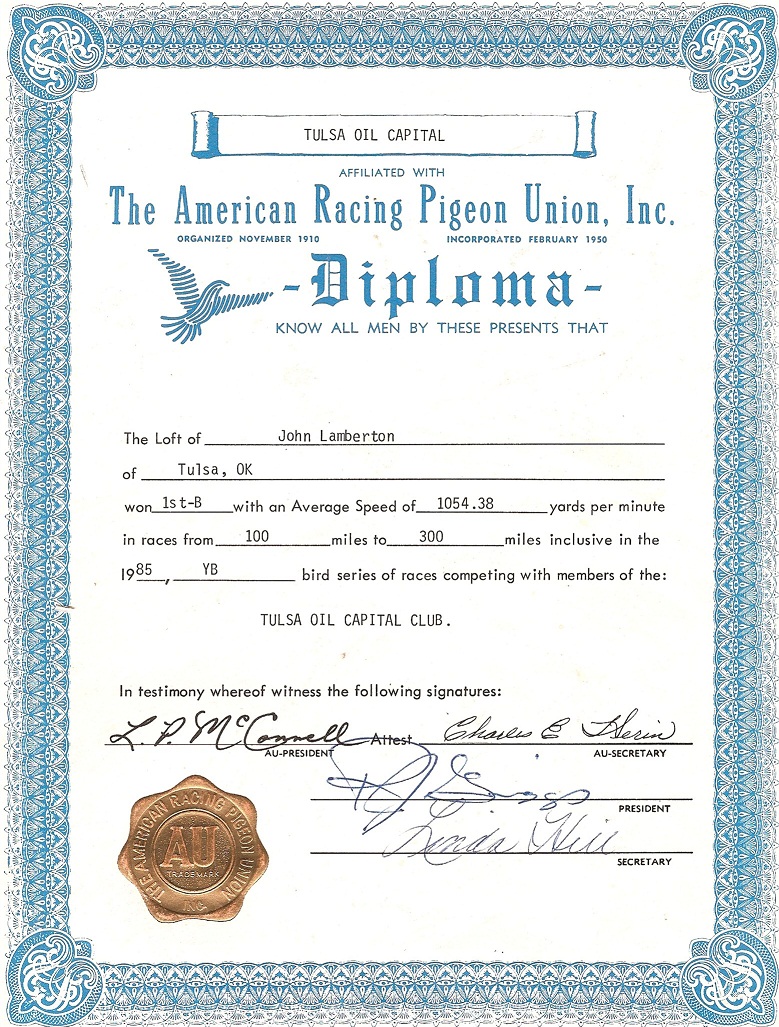 TULSA OIL CAPITAL
AFFILIATED WITH
The American Racing Pigeon Union, Inc.
ORGANIZED NOVEMBER 1910 INCORPORATED FEBRUARY 1950
-Diploma-
KNOW ALL MEN BY THESE PRESENTS THAT
The Loft of John Lamberton
of Tulsa, OK
won 1st-B with an Average Speed of 1054.38 yards per minute
in races from 100 miles to 300 miles inclusive in the
1985, YB bird series of races competing with members of the:
TULSA OIL CAPITAL CLUB.
In testimony whereof witness the following signatures:
L. P. McConnell Attest Charles E Herin
AU-PRESIDENT AU-SECRETARY
PRESIDENT
Linda Hill
SECRETARY
THE AMERICAN RACING PIGEON UNION
AU
TRADE MARK
INC.